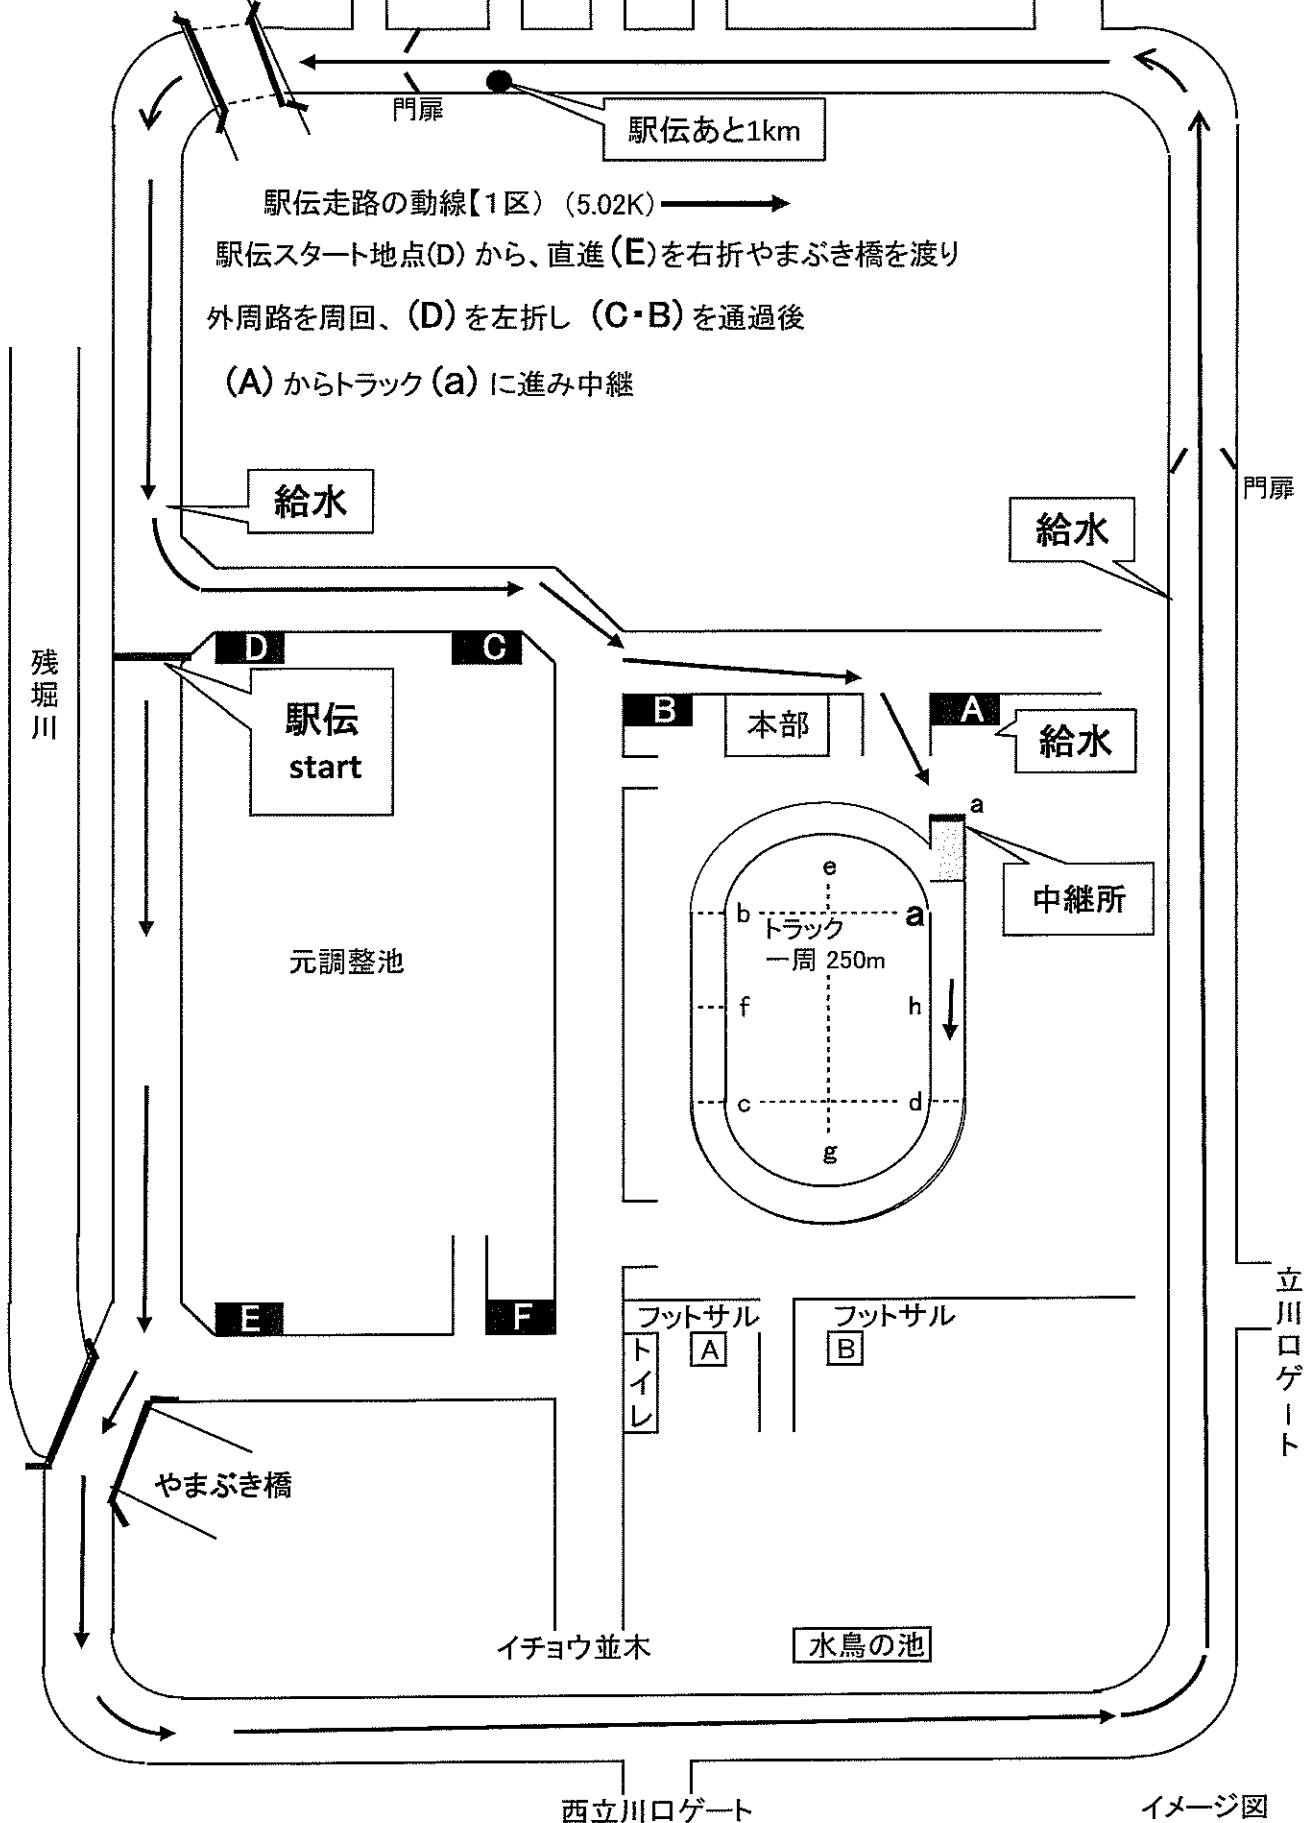 門扉
駅伝あと1km
駅伝走路の動線【1区) (5.02K)
駅伝スタート地点(D) から、直進(E)を右折やまぶき橋を渡り
外周路を周回、(D)を左折し (C・B)を通過後
(A)からトラック(a)に進み中継
給水
門扉
給水
残堀川
D
C
駅伝
start
B
本部
A
給水
a
中継所
e
b
a
トラック
一周 250m
元調整池
f
h
c
d
g
E
F
フットサル
A
フットサル
B
トイレ
立川口ゲート
やまぶき橋
イチョウ並木
水鳥の池
西立川口ゲート
イメージ図